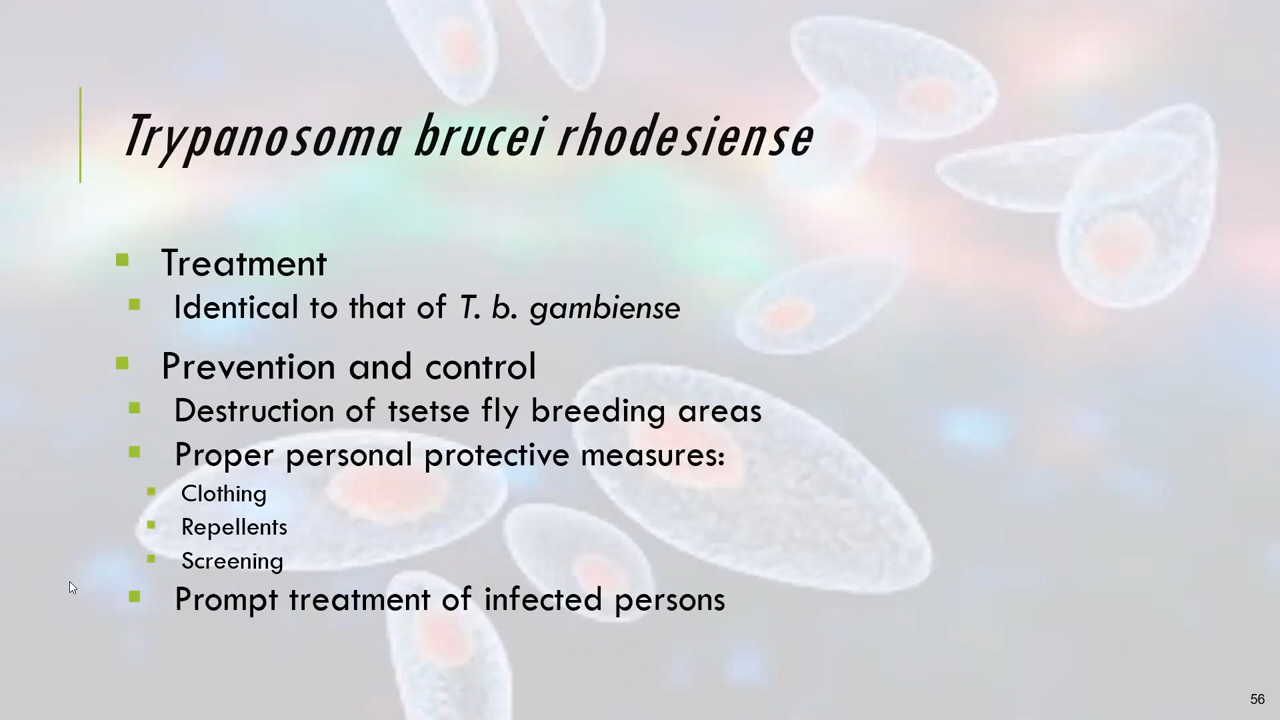 Trypanosoma brucei rhodesiense
Treatment
Identical to that of T. b. gambiense
Prevention and control
Destruction of tsetse fly breeding areas
Proper personal protective measures:
Clothing
Repellents
Screening
Prompt treatment of infected persons
56